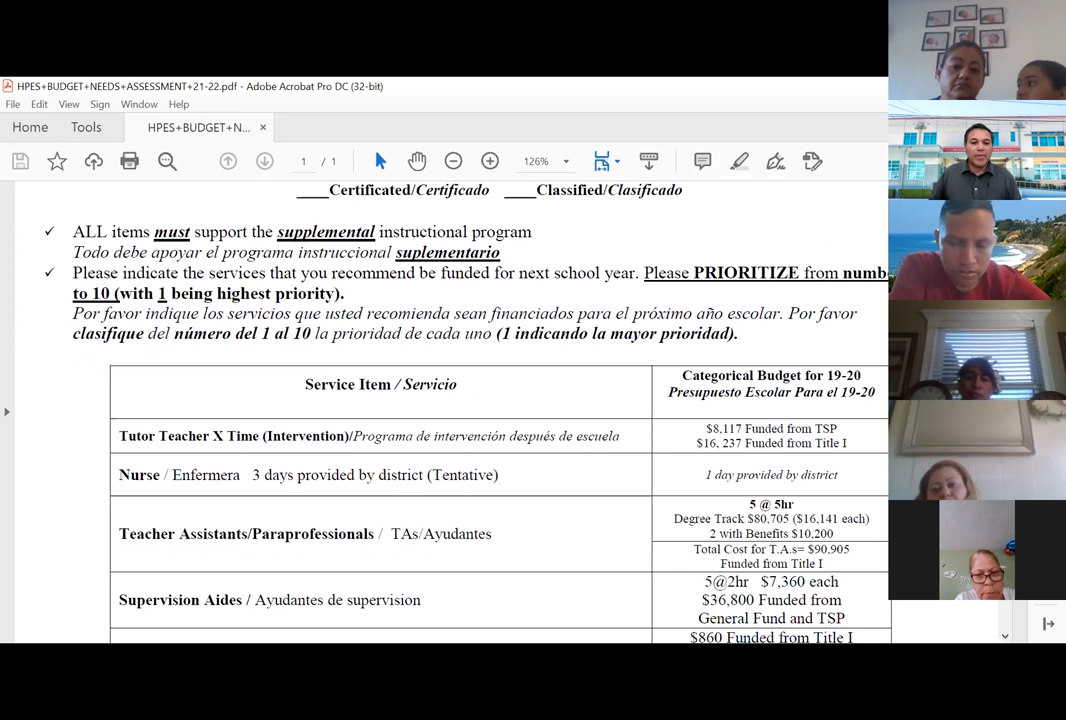 HPES+BUDGET+NEEDS+ASSESSMENT+21-22.pdf - Adobe Acrobat Pro DC (32-bit)
File Edit View Sign Window Help
Home Tools HPES+BUDGET+N... ×
1 / 1 126%
____Certificated/Certificado ____Classified/Clasificado
✓ ALL items must support the supplemental instructional program
Todo debe apoyar el programa instruccional suplementario
✓ Please indicate the services that you recommend be funded for next school year. Please PRIORITIZE from numb
to 10 (with 1 being highest priority).
Por favor indique los servicios que usted recomienda sean financiados para el próximo año escolar. Por favor
clasifique del número del 1 al 10 la prioridad de cada uno (1 indicando la mayor prioridad).
Service Item / Servicio
Categorical Budget for 19-20
Presupuesto Escolar Para el 19-20
Tutor Teacher X Time (Intervention)/Programa de intervención después de escuela
$8,117 Funded from TSP
$16, 237 Funded from Title I
Nurse / Enfermera 3 days provided by district (Tentative)
1 day provided by district
Teacher Assistants/Paraprofessionals / TAs/Ayudantes
5 @ 5hr
Degree Track $80,705 ($16,141 each)
2 with Benefits $10,200
Total Cost for T.A.s= $90,905
Funded from Title I
Supervision Aides / Ayudantes de supervision
5@2hr $7,360 each
$36,800 Funded from
General Fund and TSP
$860 Funded from Title I